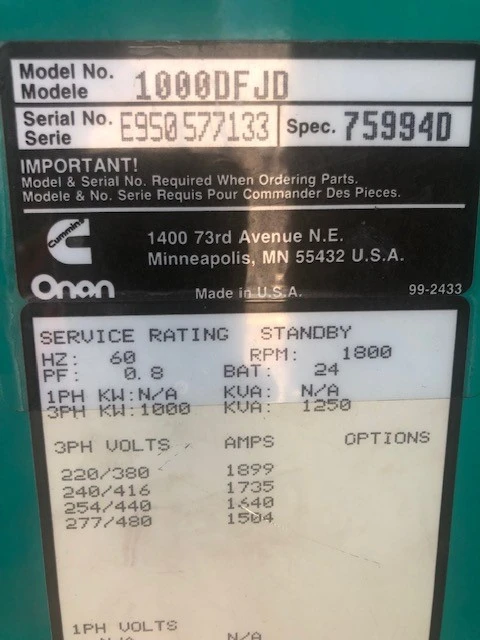 Model No. 1000DFJD
Modele
Serial No. E950577133 Spec. 75994D
Serie
IMPORTANT!
Model & Serial No. Required When Ordering Parts.
Modele & No. Serie Requis Pour Commander Des Pieces.
Cummins
1400 73rd Avenue N.E.
Minneapolis, MN 55432 U.S.A.
Onan Made in U.S.A. 99-2433
SERVICE RATING STANDBY
HZ: 60 RPM: 1800
PF: 0.8 BAT: 24
1PH KW: N/A KVA: N/A
3PH KW: 1000 KVA: 1250
3PH VOLTS AMPS OPTIONS
220/380 1899
240/416 1735
254/440 1640
277/480 1504
1PH VOLTS
N/A N/A